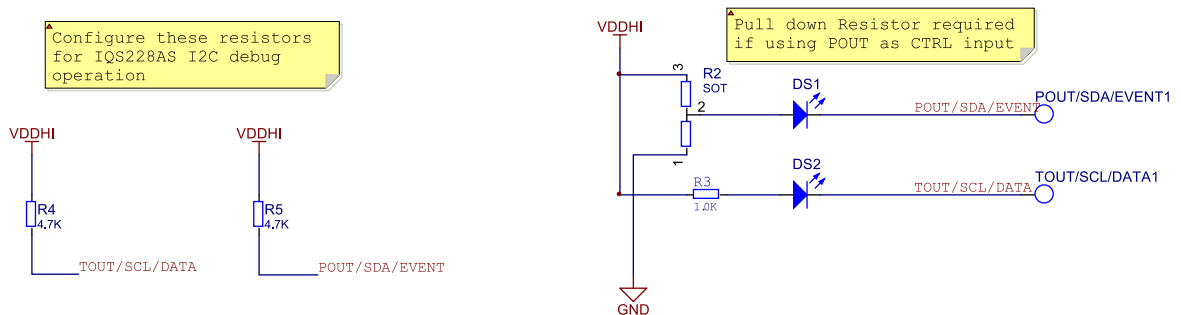 Configure these resistors
for IQS228AS I2C debug
operation
VDDHI
R4
4.7K
TOUT/SCL/DATA
VDDHI
R5
4.7K
POUT/SDA/EVENT
VDDHI
Pull down Resistor required
if using POUT as CTRL input
3
R2
SOT
2
1
DS1
POUT/SDA/EVENT
POUT/SDA/EVENT1
R3
1.0K
DS2
TOUT/SCL/DATA
TOUT/SCL/DATA1
GND